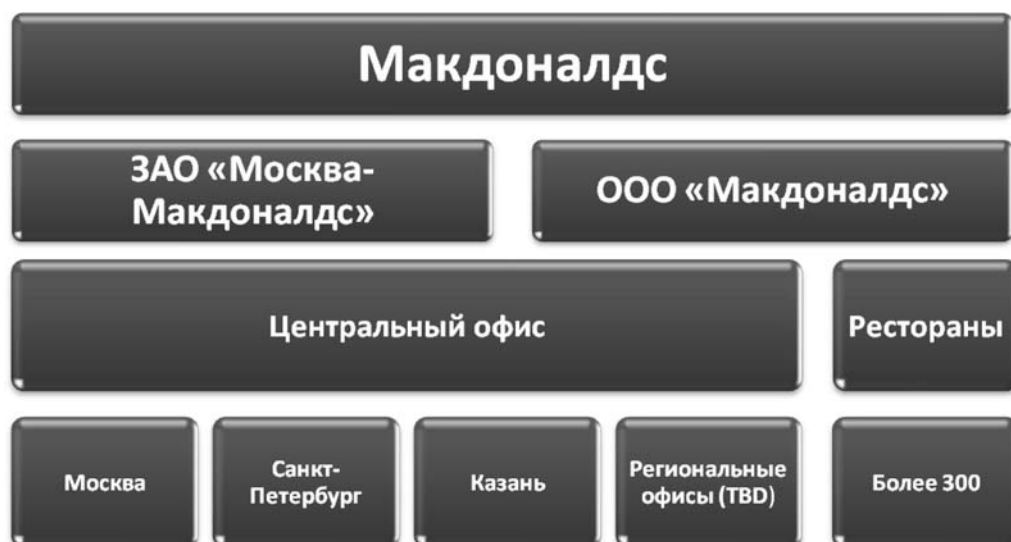 Макдоналдс
ЗАО «Москва-
Макдоналдс»
ООО «Макдоналдс»
Центральный офис
Рестораны
Москва
Санкт-
Петербург
Казань
Региональные
офисы (TBD)
Более 300